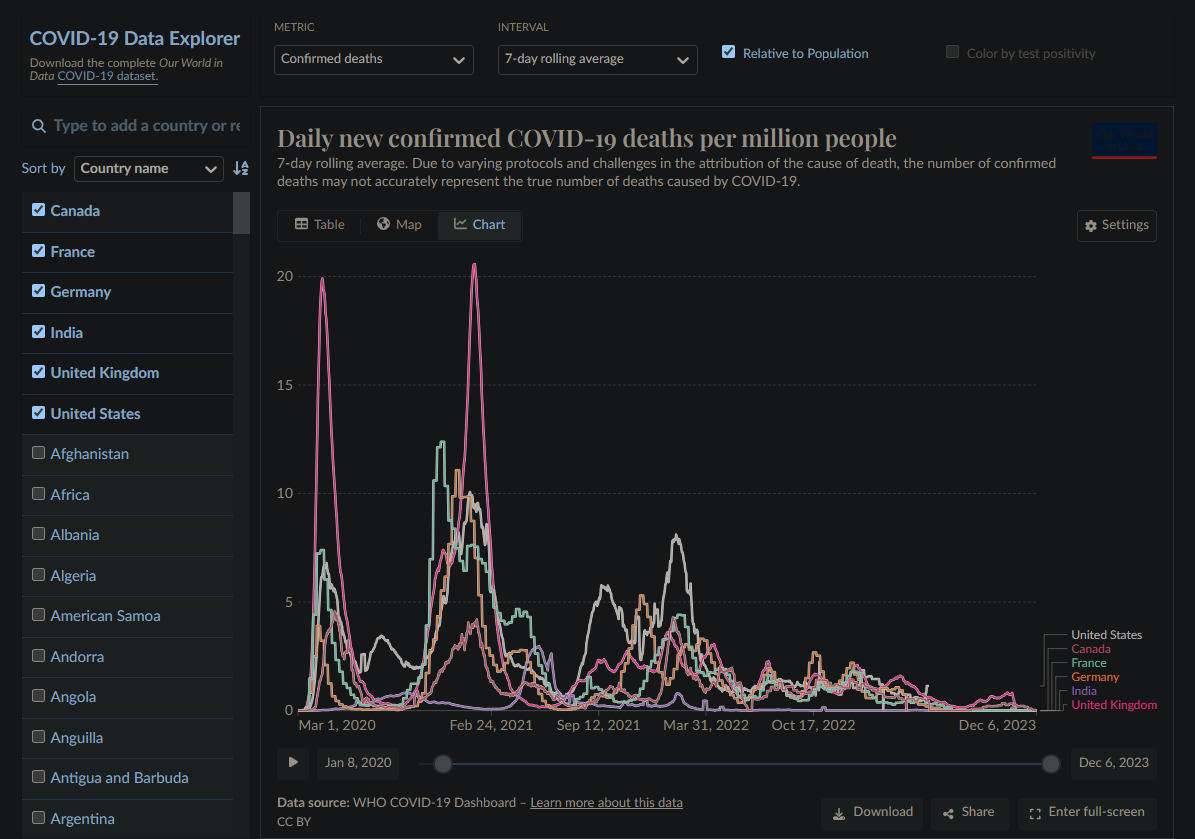 COVID-19 Data Explorer
Download the complete Our World in
Data COVID-19 dataset.
METRIC
Confirmed deaths
INTERVAL
7-day rolling average
Relative to Population
Color by test positivity
Type to add a country or re
Sort by
Country name
Canada
France
Germany
India
United Kingdom
United States
Afghanistan
Africa
Albania
Algeria
American Samoa
Andorra
Angola
Anguilla
Antigua and Barbuda
Argentina
Daily new confirmed COVID-19 deaths per million people
7-day rolling average. Due to varying protocols and challenges in the attribution of the cause of death, the number of confirmed
deaths may not accurately represent the true number of deaths caused by COVID-19.
Table
Map
Chart
Settings
20
15
10
5
0
United States
Canada
France
Germany
India
United Kingdom
Mar 1, 2020
Feb 24, 2021
Sep 12, 2021
Mar 31, 2022
Oct 17, 2022
Dec 6, 2023
Jan 8, 2020
Dec 6, 2023
Data source: WHO COVID-19 Dashboard – Learn more about this data
CC BY
Download
Share
Enter full-screen